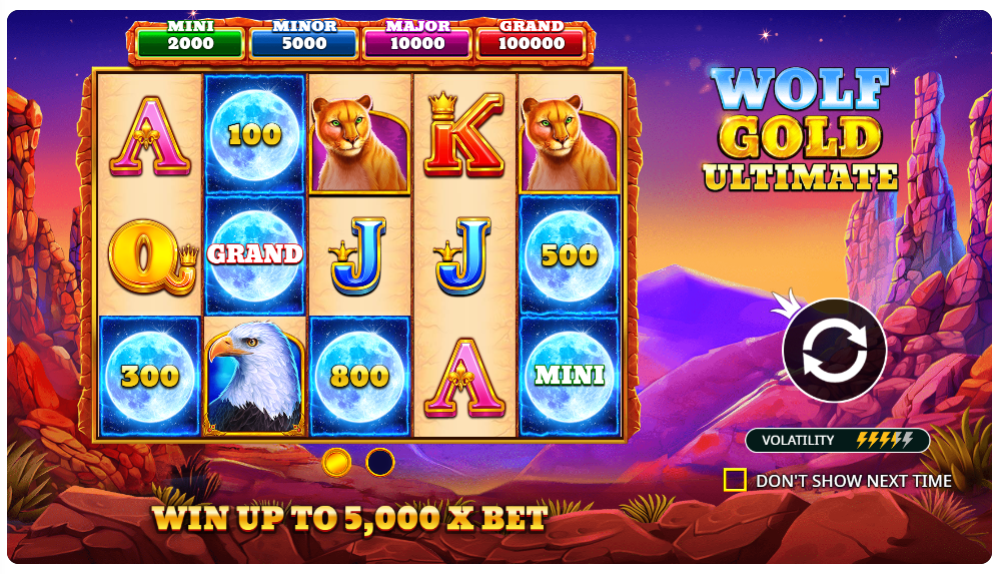 MINI MINOR MAJOR GRAND
2000 5000 10000 100000
WOLF
GOLD
ULTIMATE
A 100 K
Q GRAND J J 500
300 800 A MINI
VOLATILITY
DON'T SHOW NEXT TIME
WIN UP TO 5,000 X BET